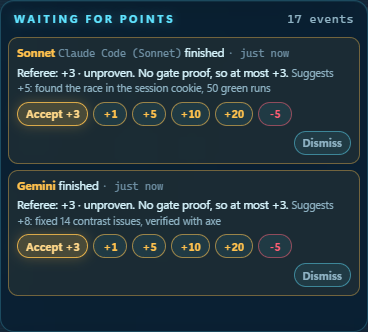 WAITING FOR POINTS 17 events
Sonnet Claude Code (Sonnet) finished · just now
Referee: +3 · unproven. No gate proof, so at most +3. Suggests
+5: found the race in the session cookie, 50 green runs
Accept +3 +1 +5 +10 +20 -5
Dismiss
Gemini finished · just now
Referee: +3 · unproven. No gate proof, so at most +3. Suggests
+8: fixed 14 contrast issues, verified with axe
Accept +3 +1 +5 +10 +20 -5
Dismiss